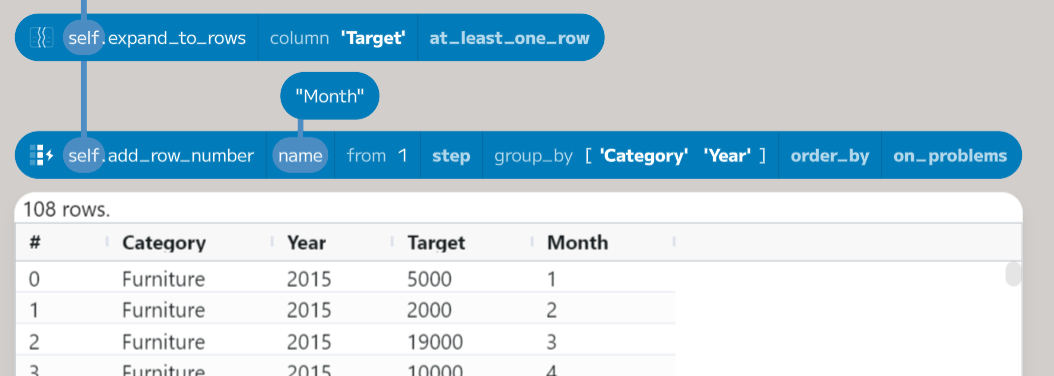 self.expand_to_rows column 'Target' at_least_one_row
"Month"
self.add_row_number name from 1 step group_by [ 'Category' 'Year' ] order_by on_problems
108 rows.
# Category Year Target Month
0 Furniture 2015 5000 1
1 Furniture 2015 2000 2
2 Furniture 2015 19000 3
3 Furniture 2015 10000 4